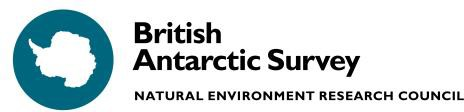 British
Antarctic Survey
NATURAL ENVIRONMENT RESEARCH COUNCIL